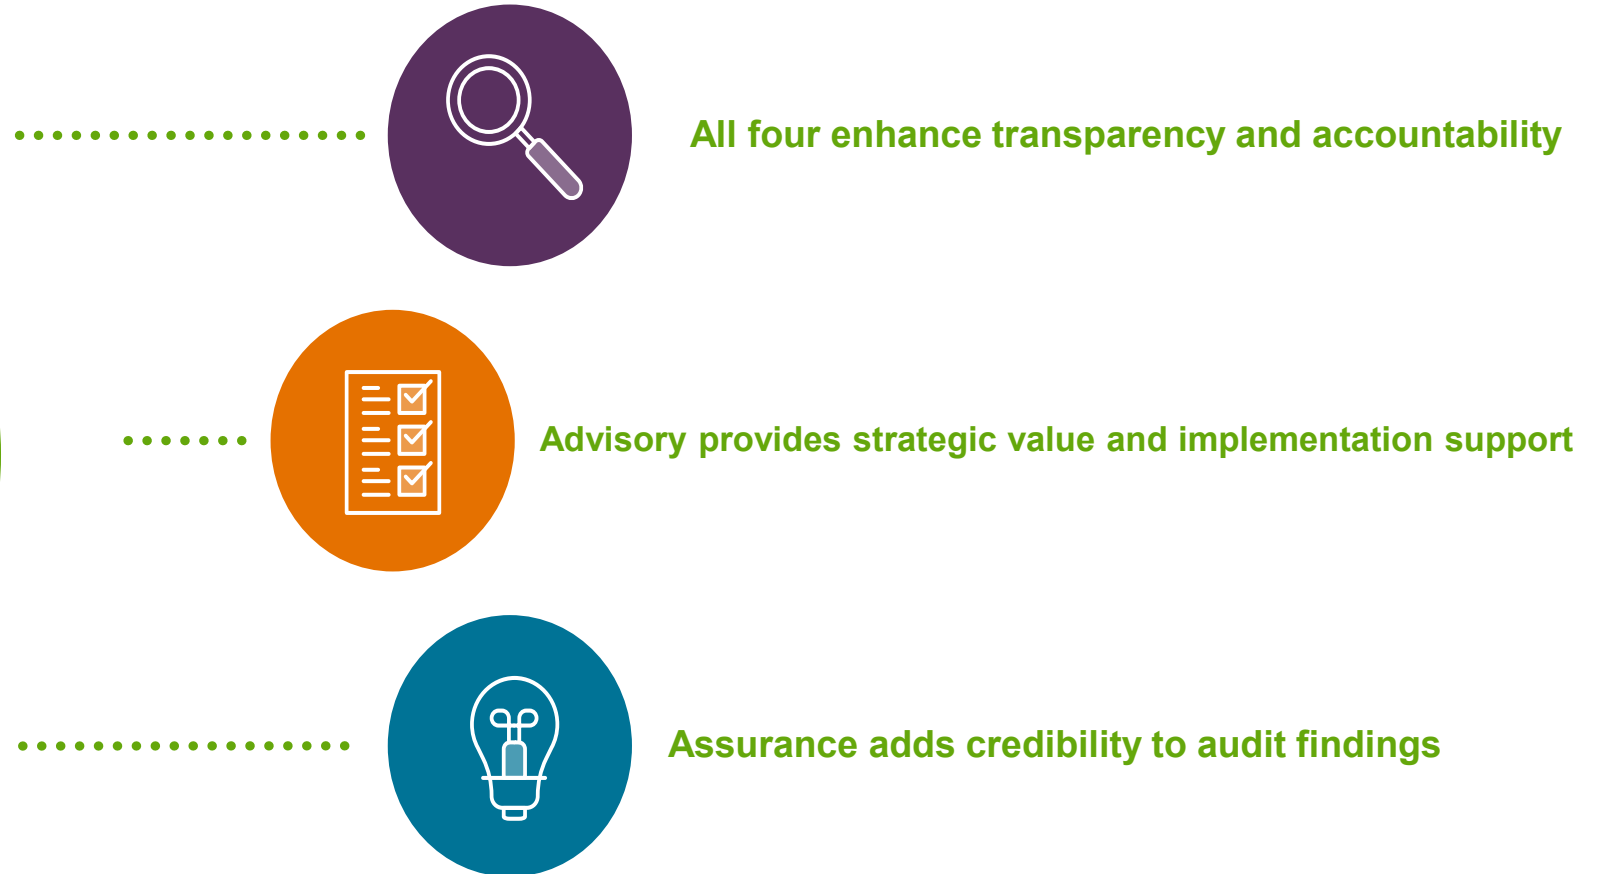 All four enhance transparency and accountability
Advisory provides strategic value and implementation support
Assurance adds credibility to audit findings